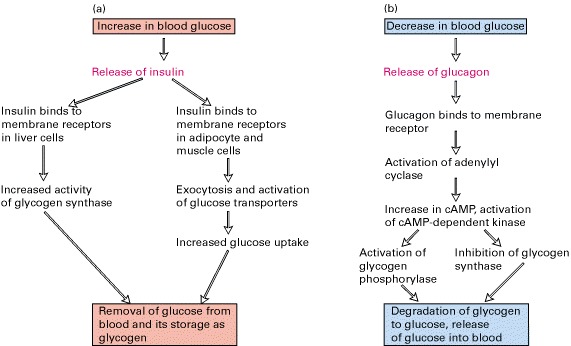 (a)
Increase in blood glucose
Release of insulin
Insulin binds to
membrane receptors
in liver cells
Insulin binds to
membrane receptors
in adipocyte and
muscle cells
Increased activity
of glycogen synthase
Exocytosis and activation
of glucose transporters
Increased glucose uptake
Removal of glucose from
blood and its storage as
glycogen
(b)
Decrease in blood glucose
Release of glucagon
Glucagon binds to membrane
receptor
Activation of adenylyl
cyclase
Increase in cAMP, activation
of cAMP-dependent kinase
Activation of
glycogen
phosphorylase
Inhibition of glycogen
synthase
Degradation of glycogen
to glucose, release
of glucose into blood